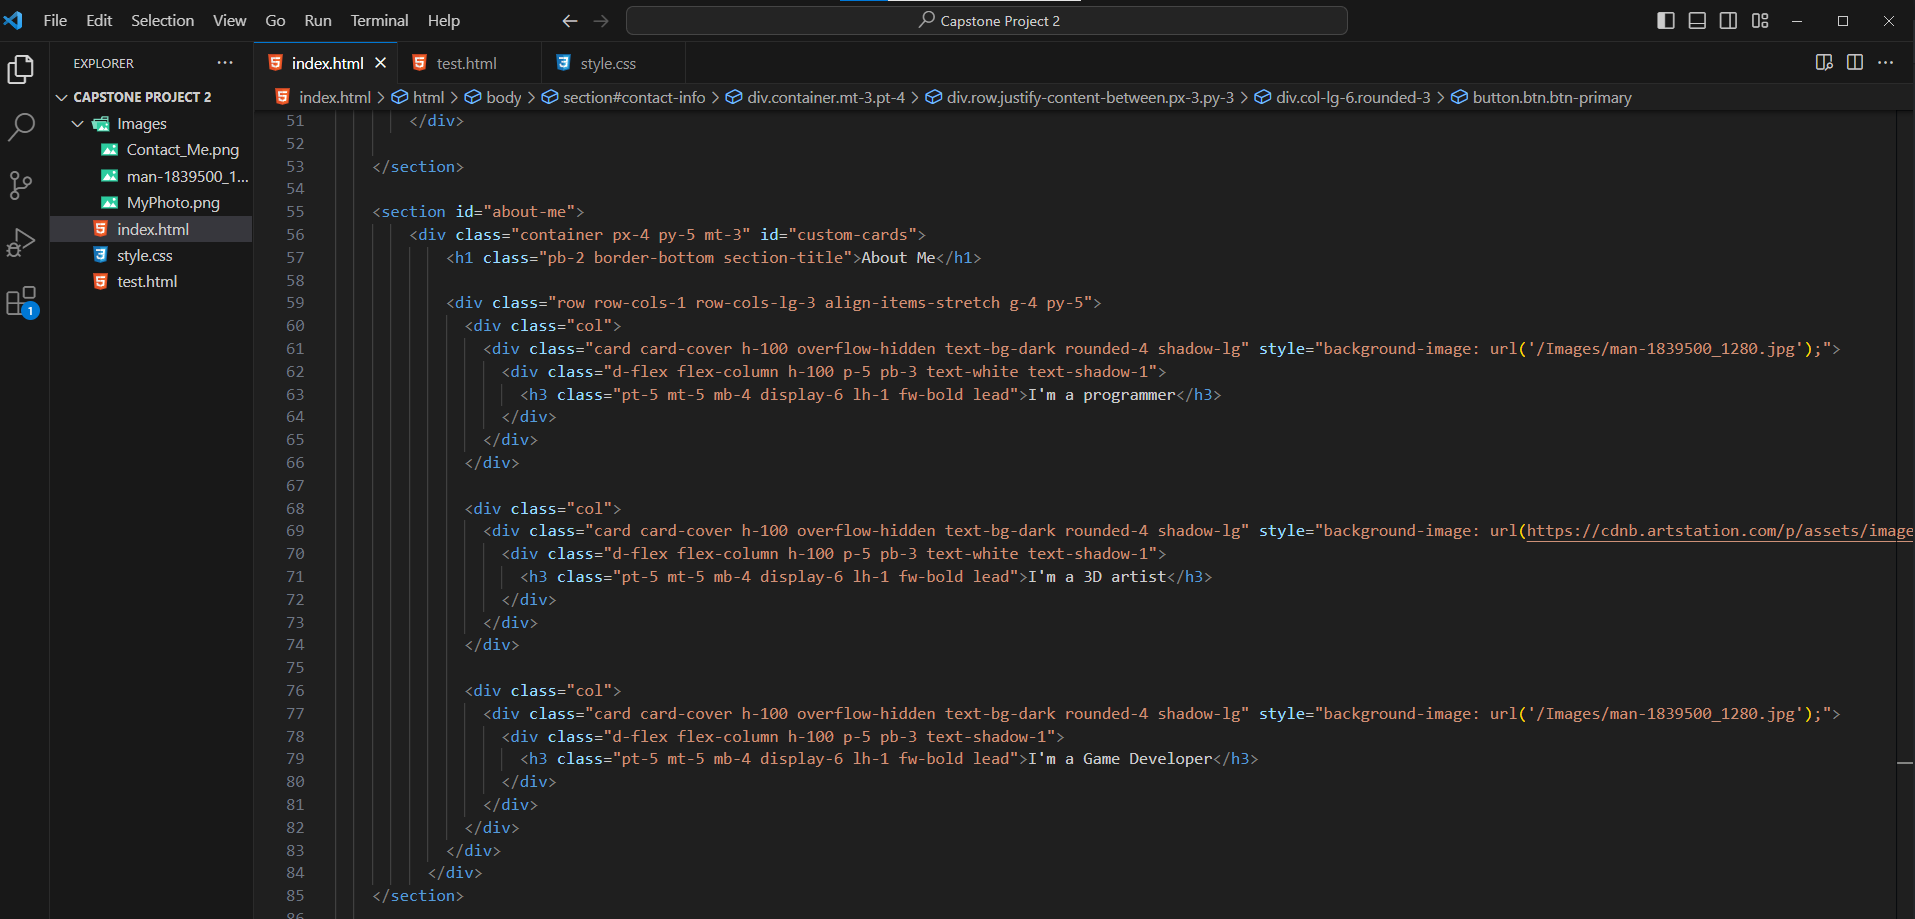 File Edit Selection View Go Run Terminal Help
Capstone Project 2
EXPLORER
CAPSTONE PROJECT 2
Images
Contact_Me.png
man-1839500_1...
MyPhoto.png
index.html
style.css
test.html
1
index.html test.html style.css
index.html > html > body > section#contact-info > div.container.mt-3.pt-4 > div.row.justify-content-between.px-3.py-3 > div.col-lg-6.rounded-3 > button.btn.btn-primary
51 </div>
52
53 </section>
54
55 <section id="about-me">
56 <div class="container px-4 py-5 mt-3" id="custom-cards">
57 <h1 class="pb-2 border-bottom section-title">About Me</h1>
58
59 <div class="row row-cols-1 row-cols-lg-3 align-items-stretch g-4 py-5">
60 <div class="col">
61 <div class="card card-cover h-100 overflow-hidden text-bg-dark rounded-4 shadow-lg" style="background-image: url('/Images/man-1839500_1280.jpg');">
62 <div class="d-flex flex-column h-100 p-5 pb-3 text-white text-shadow-1">
63 <h3 class="pt-5 mt-5 mb-4 display-6 lh-1 fw-bold lead">I'm a programmer</h3>
64 </div>
65 </div>
66 </div>
67
68 <div class="col">
69 <div class="card card-cover h-100 overflow-hidden text-bg-dark rounded-4 shadow-lg" style="background-image: url(https://cdnb.artstation.com/p/assets/image
70 <div class="d-flex flex-column h-100 p-5 pb-3 text-white text-shadow-1">
71 <h3 class="pt-5 mt-5 mb-4 display-6 lh-1 fw-bold lead">I'm a 3D artist</h3>
72 </div>
73 </div>
74 </div>
75
76 <div class="col">
77 <div class="card card-cover h-100 overflow-hidden text-bg-dark rounded-4 shadow-lg" style="background-image: url('/Images/man-1839500_1280.jpg');">
78 <div class="d-flex flex-column h-100 p-5 pb-3 text-shadow-1">
79 <h3 class="pt-5 mt-5 mb-4 display-6 lh-1 fw-bold lead">I'm a Game Developer</h3>
80 </div>
81 </div>
82 </div>
83 </div>
84 </div>
85 </section>
86